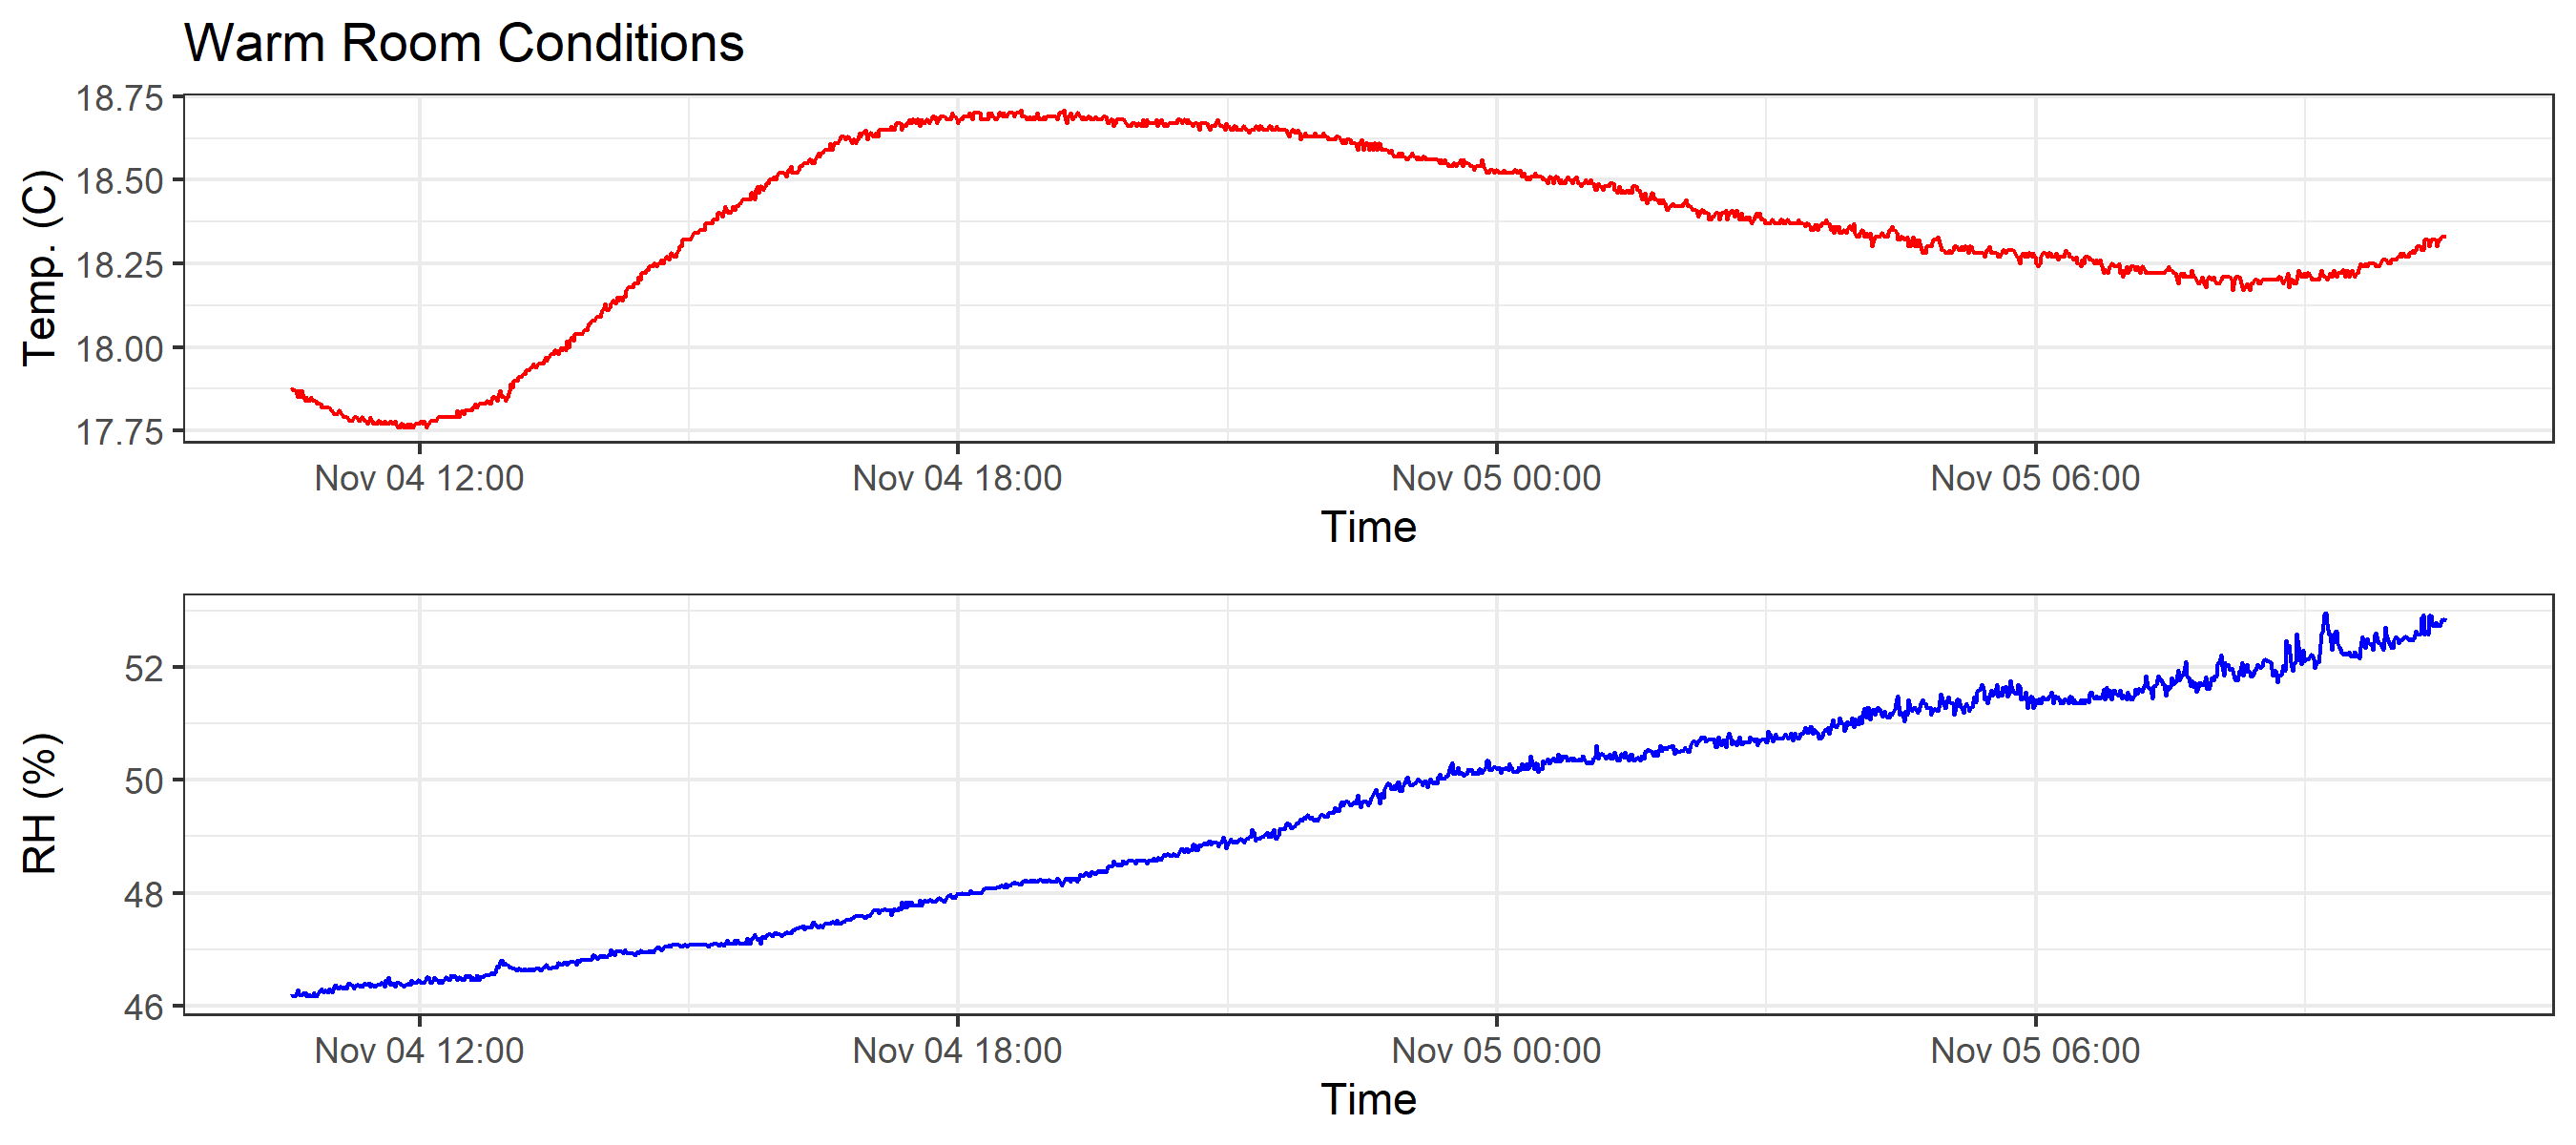 Warm Room Conditions
18.75
18.50
18.25
18.00
17.75
Temp. (C)
Nov 04 12:00 Nov 04 18:00 Nov 05 00:00 Nov 05 06:00
Time
52
50
48
46
RH (%)
Nov 04 12:00 Nov 04 18:00 Nov 05 00:00 Nov 05 06:00
Time